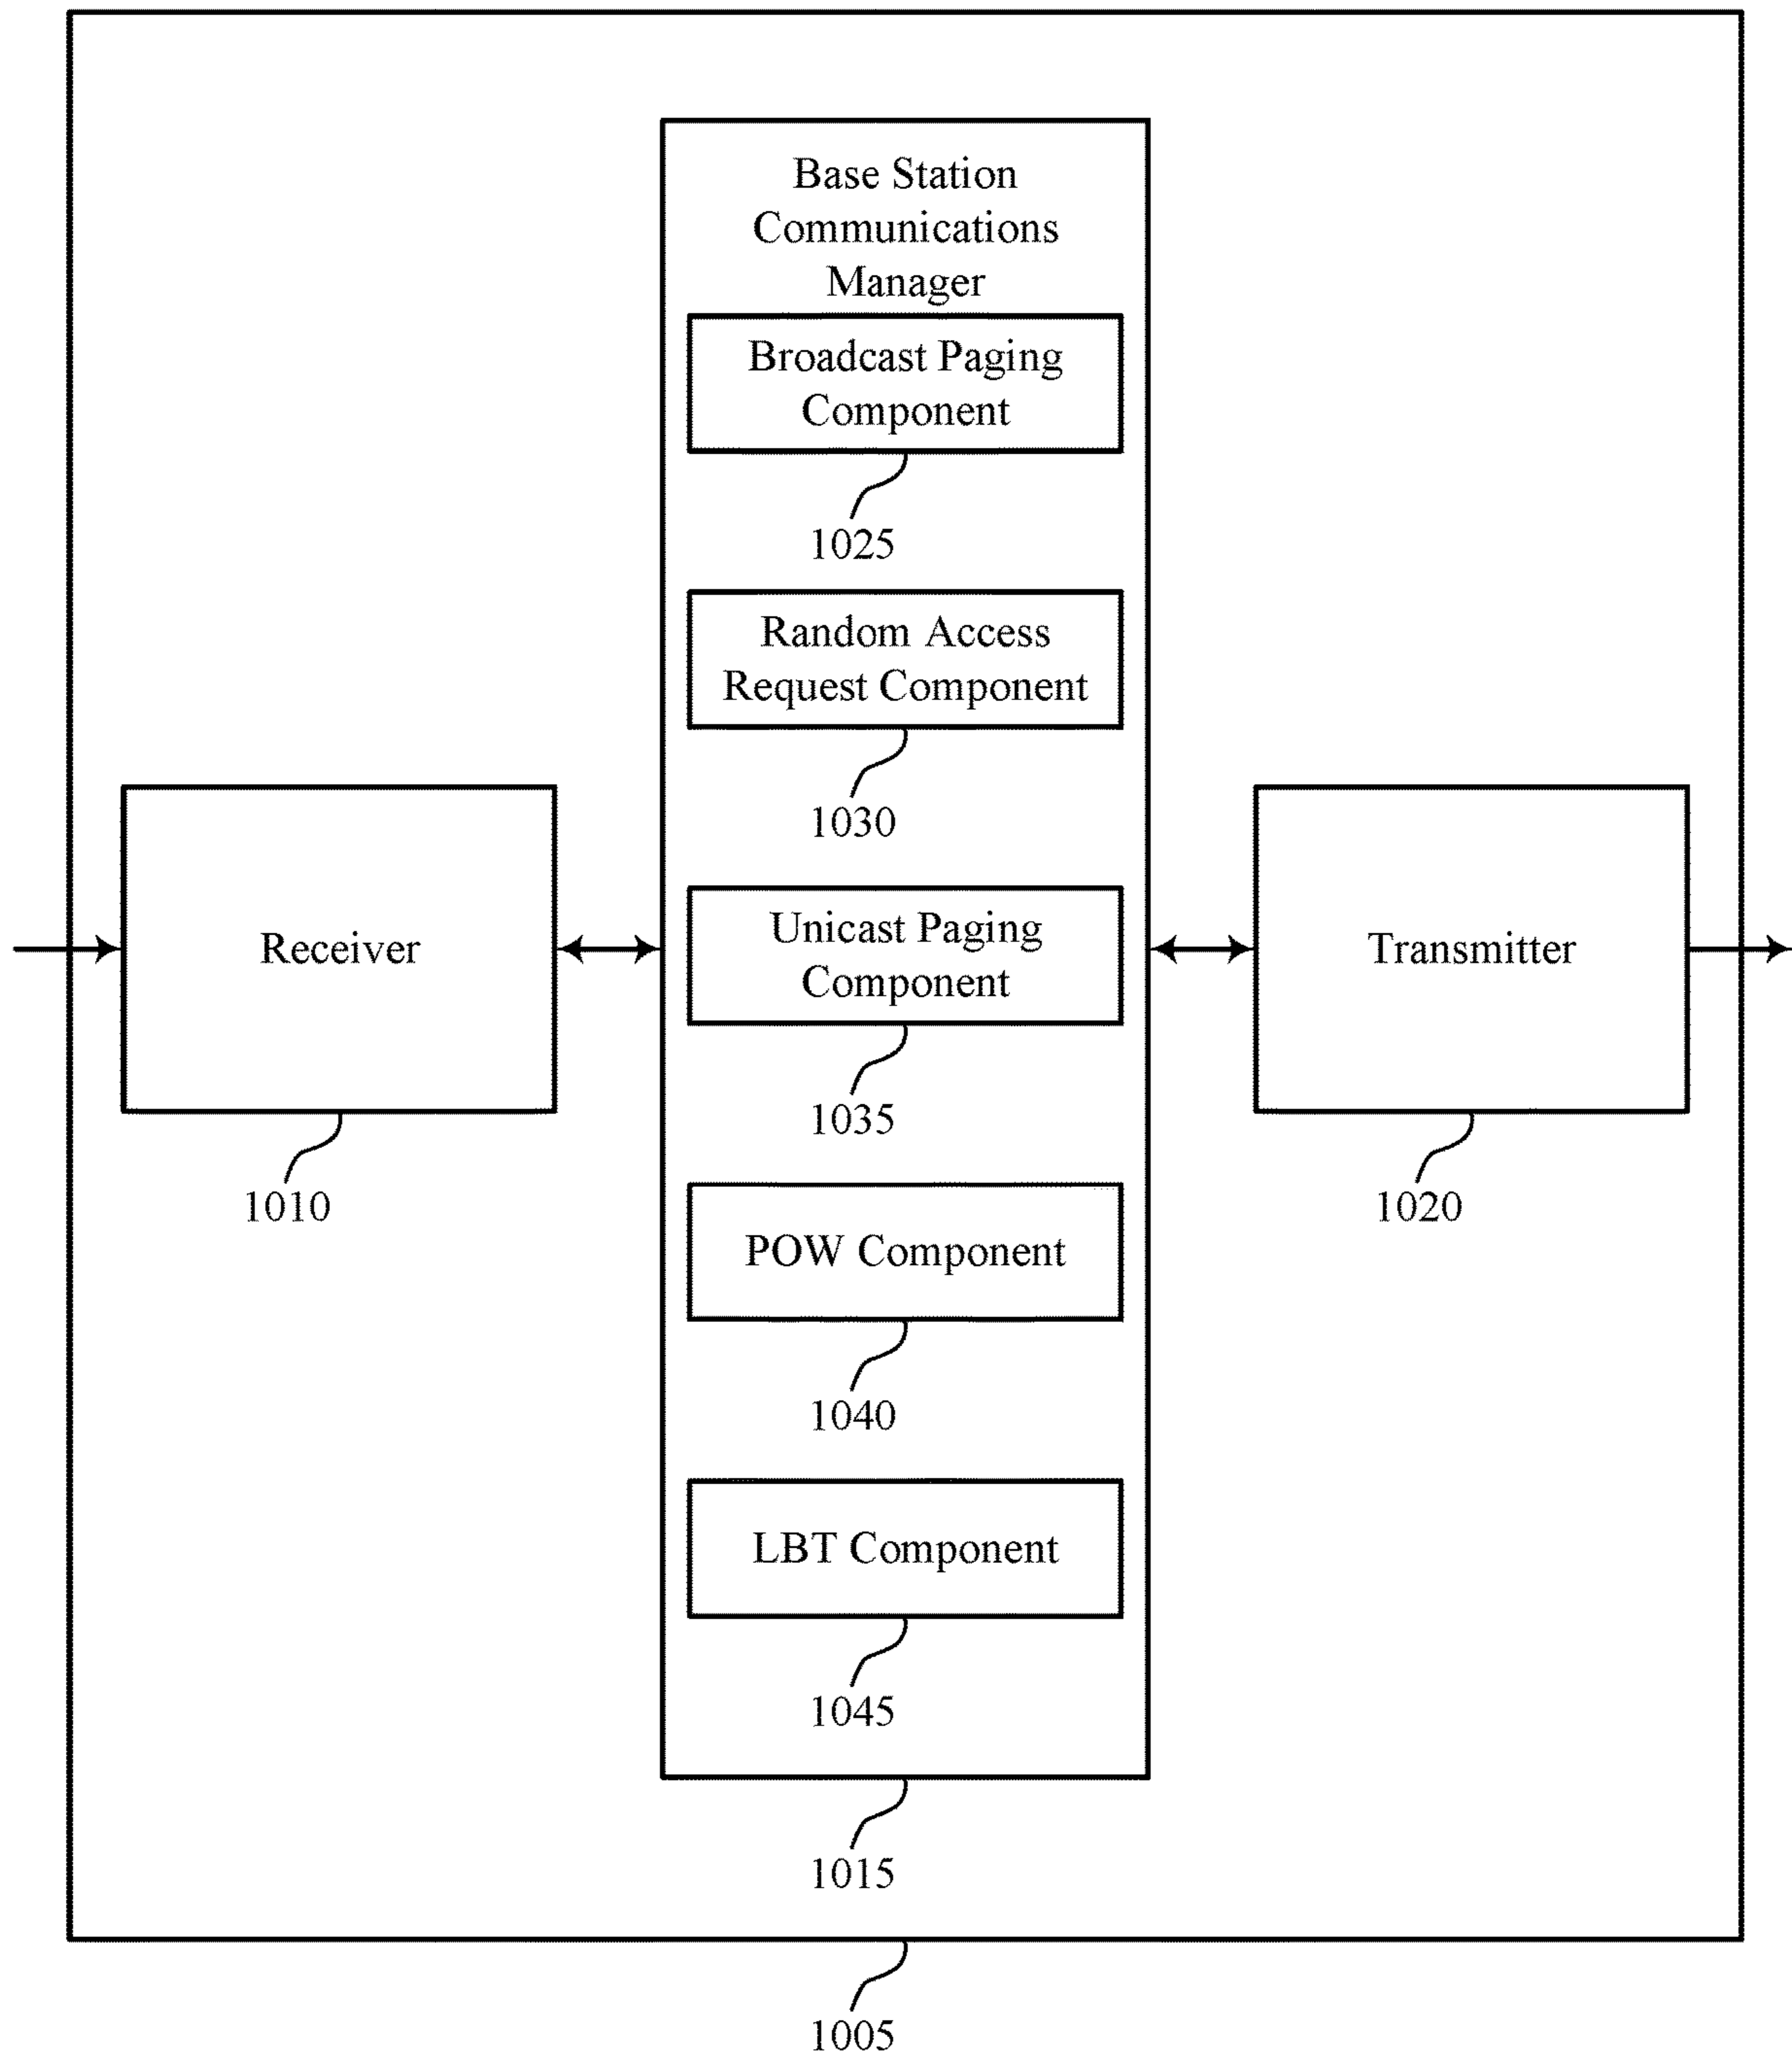 Base Station
Communications
Manager
Broadcast Paging
Component
1025
Random Access
Request Component
1030
Receiver
1010
Unicast Paging
Component
1035
Transmitter
1020
POW Component
1040
LBT Component
1045
1015
1005